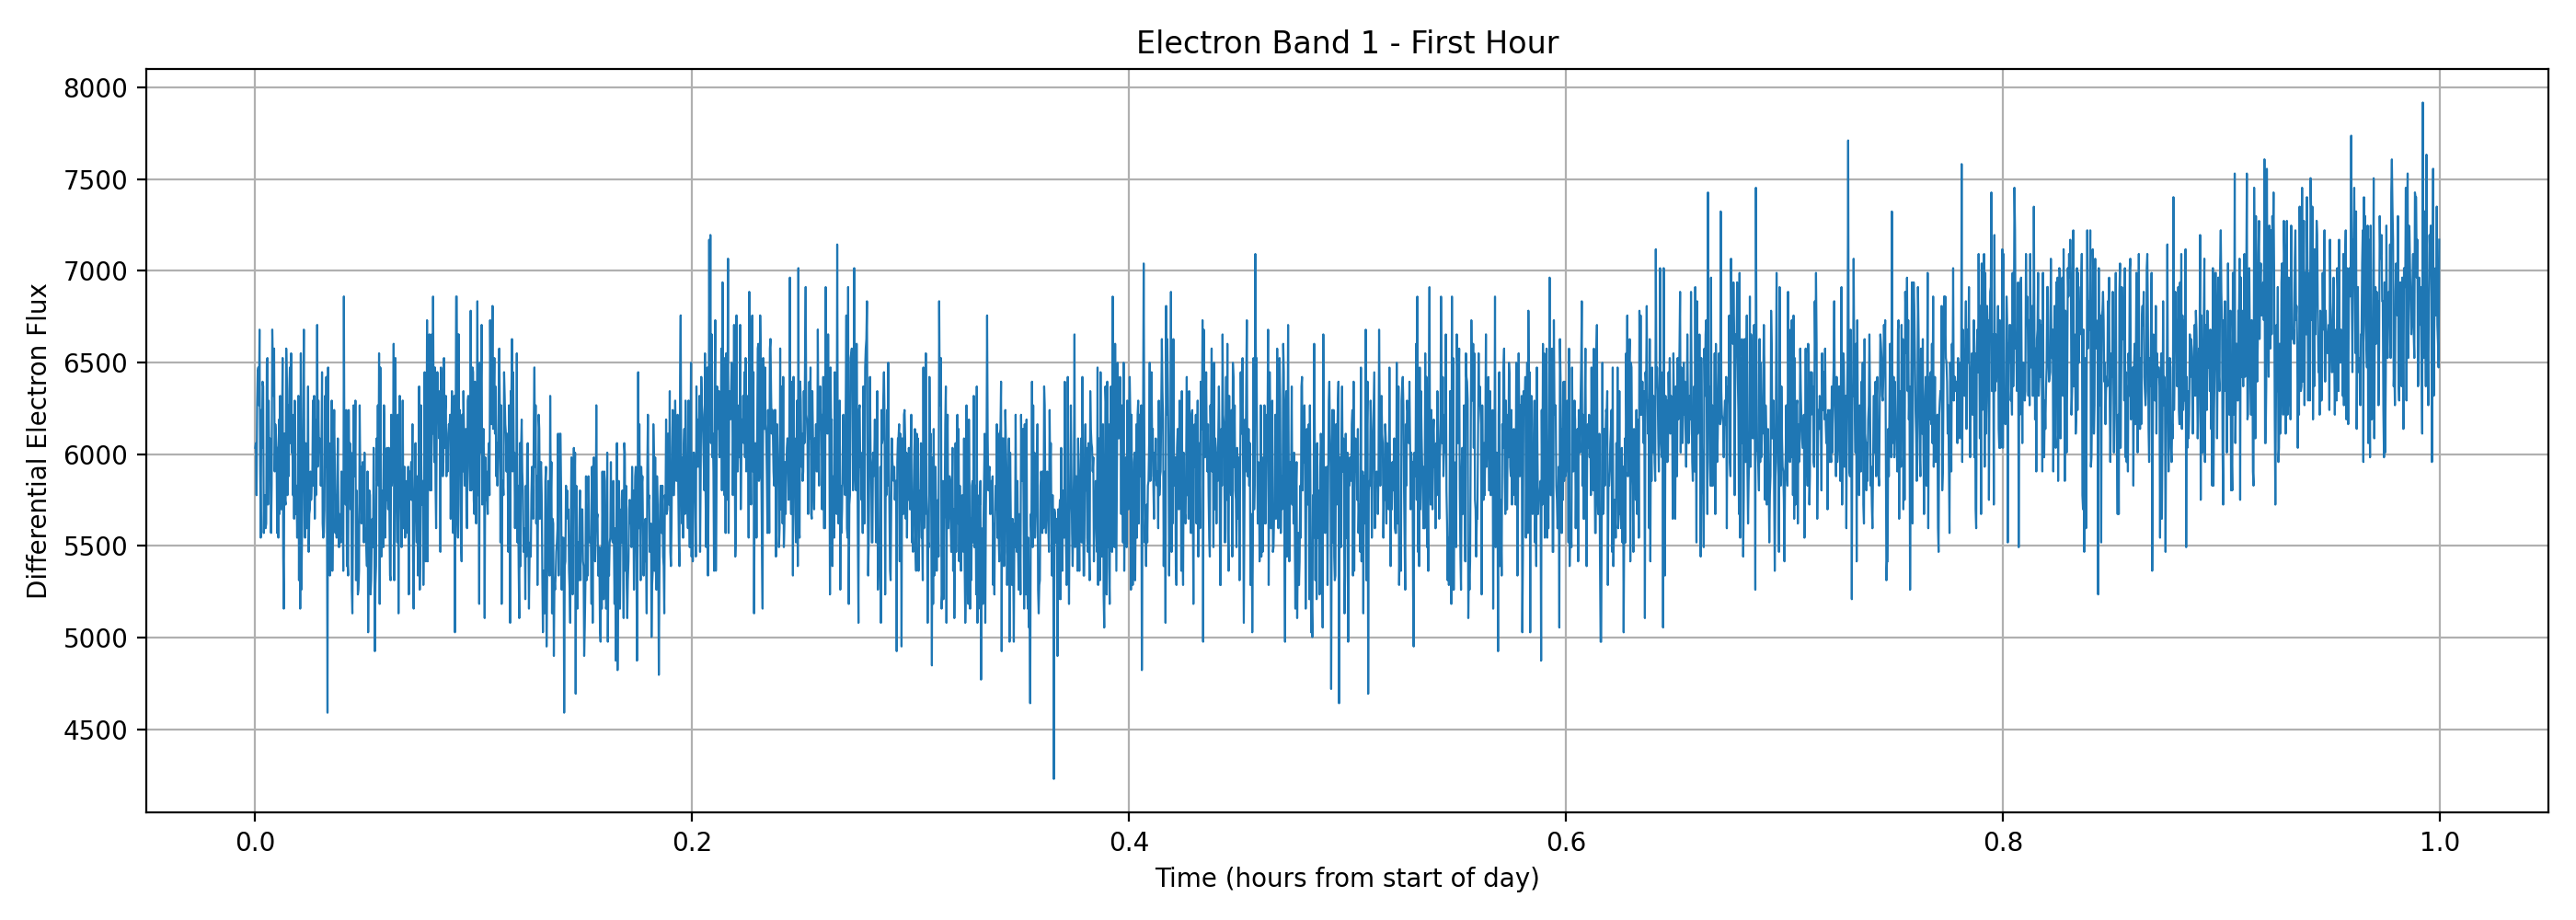 Electron Band 1 - First Hour
Differential Electron Flux
8000
7500
7000
6500
6000
5500
5000
4500
0.0 0.2 0.4 0.6 0.8 1.0
Time (hours from start of day)